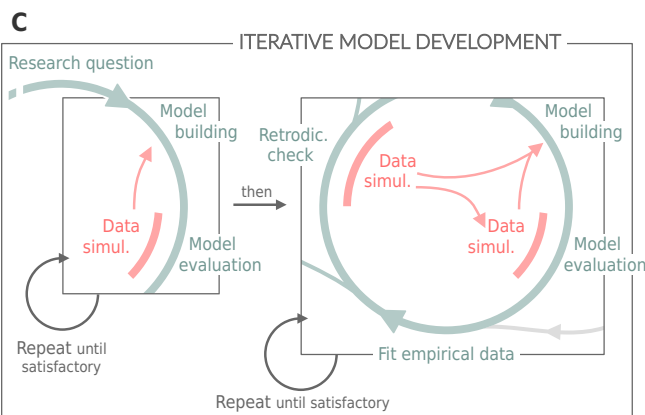 C
ITERATIVE MODEL DEVELOPMENT
Research question
Model
building
Data
simul.
Model
evaluation
Repeat until
satisfactory
then
Retrodic.
check
Data
simul.
Model
building
Data
simul.
Model
evaluation
Fit empirical data
Repeat until satisfactory